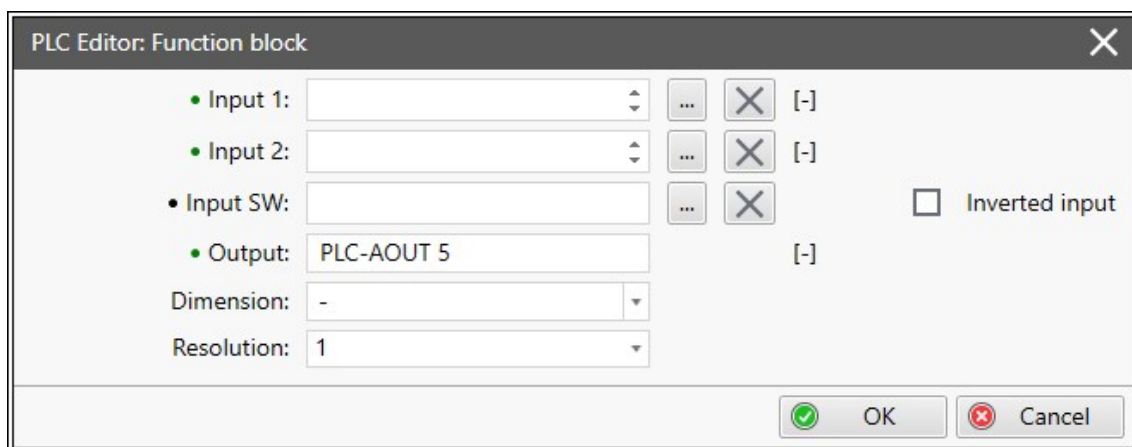 PLC Editor: Function block
• Input 1: ... [-]
• Input 2: ... [-]
• Input SW: ... Inverted input
• Output: PLC-AOUT 5 [-]
Dimension: -
Resolution: 1
OK Cancel